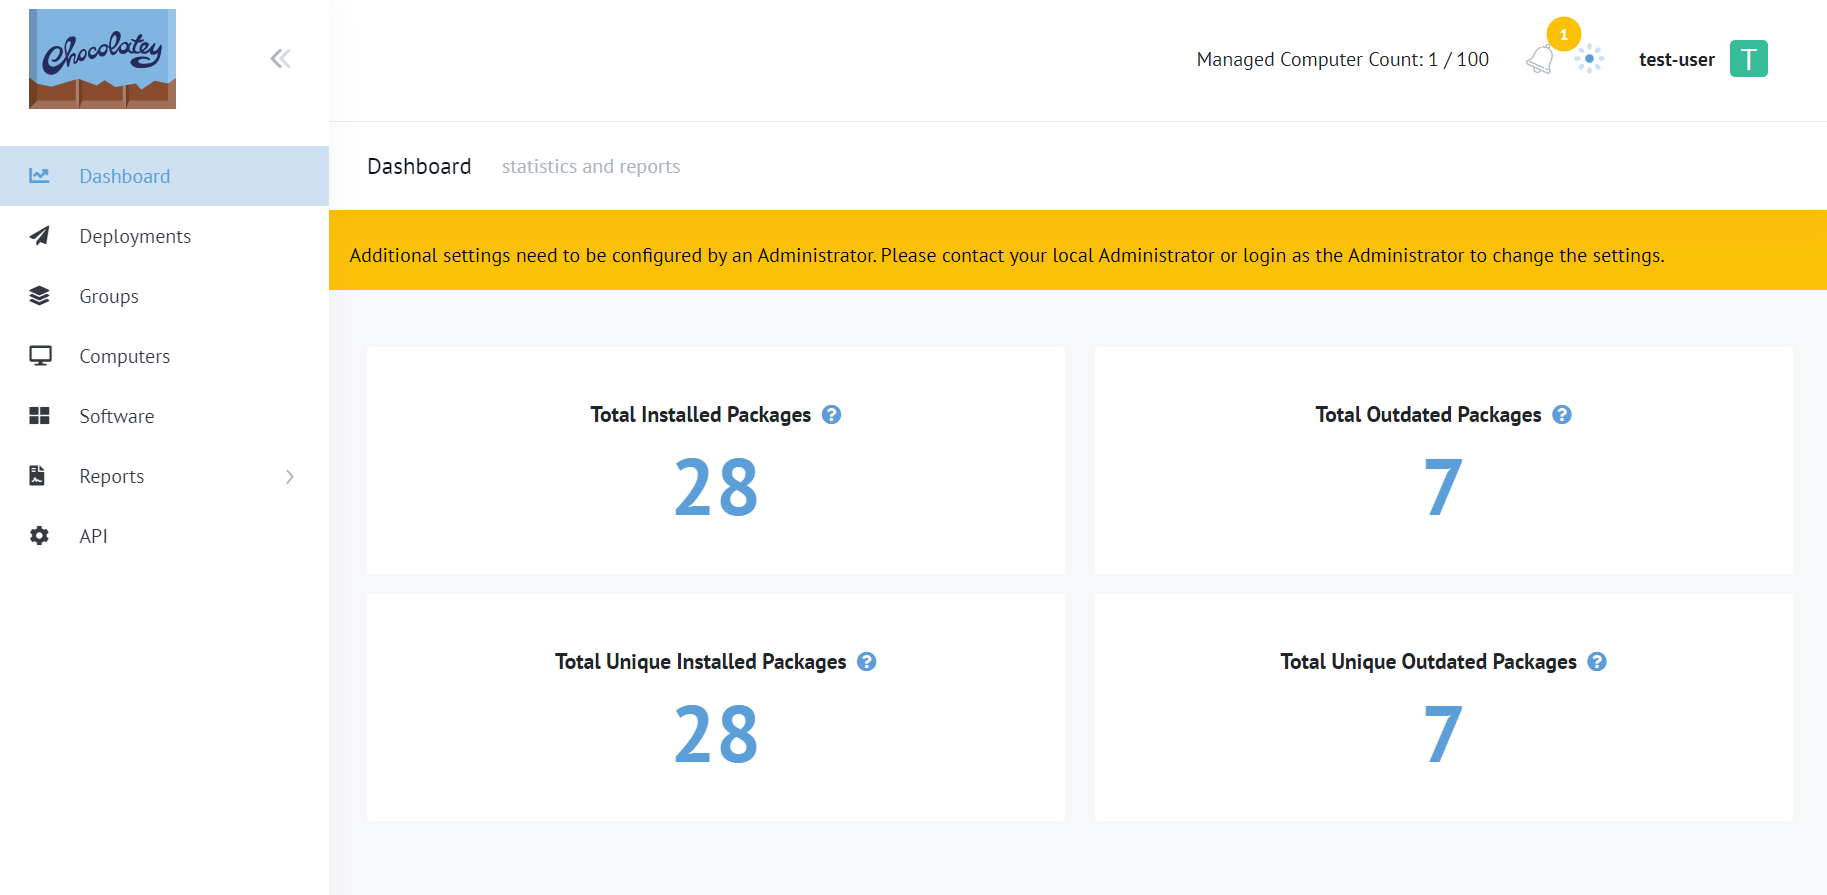 Chocolatey
Managed Computer Count: 1 / 100
1
test-user
T
Dashboard
Deployments
Groups
Computers
Software
Reports
API
Dashboard
statistics and reports
Additional settings need to be configured by an Administrator. Please contact your local Administrator or login as the Administrator to change the settings.
Total Installed Packages ?
28
Total Outdated Packages ?
7
Total Unique Installed Packages ?
28
Total Unique Outdated Packages ?
7